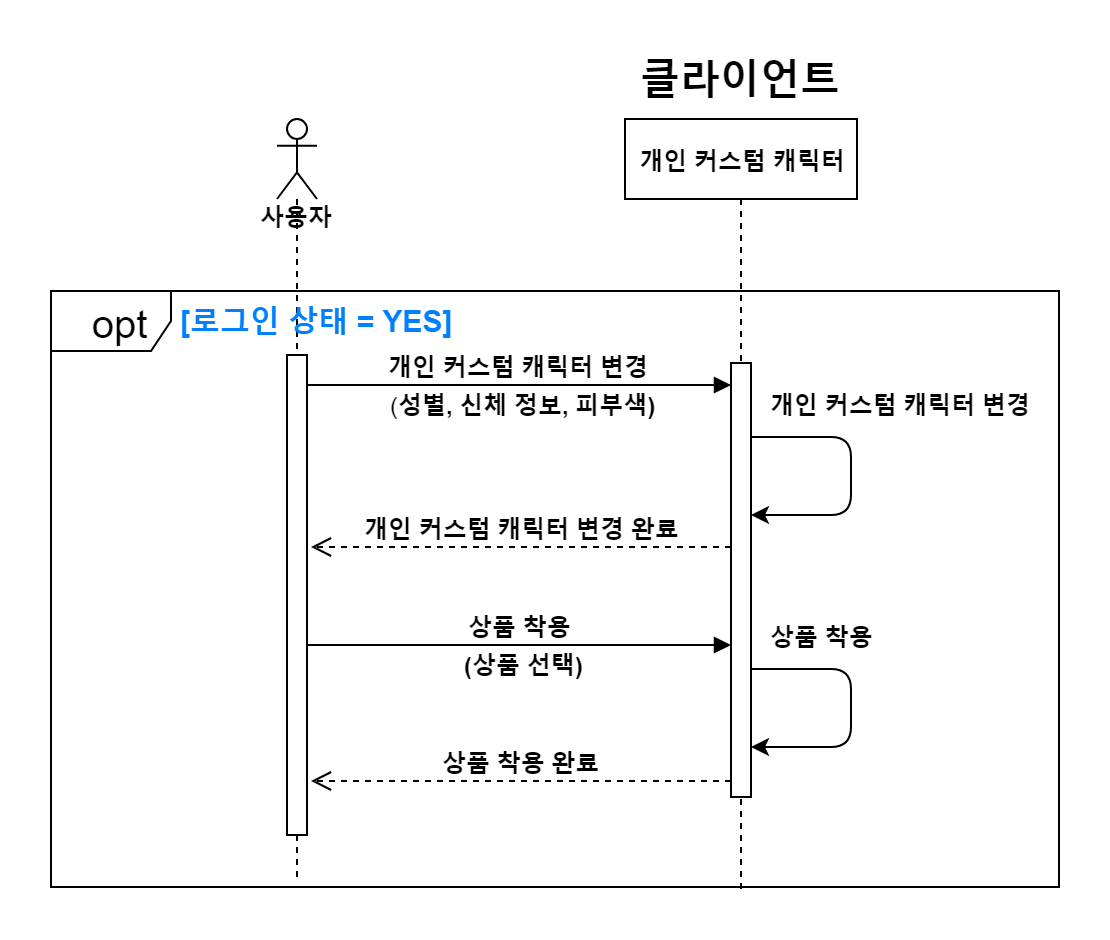 클라이언트
개인 커스텀 캐릭터
사용자
opt
[로그인 상태 = YES]
개인 커스텀 캐릭터 변경
(성별, 신체 정보, 피부색)
개인 커스텀 캐릭터 변경
개인 커스텀 캐릭터 변경 완료
상품 착용
(상품 선택)
상품 착용
상품 착용 완료